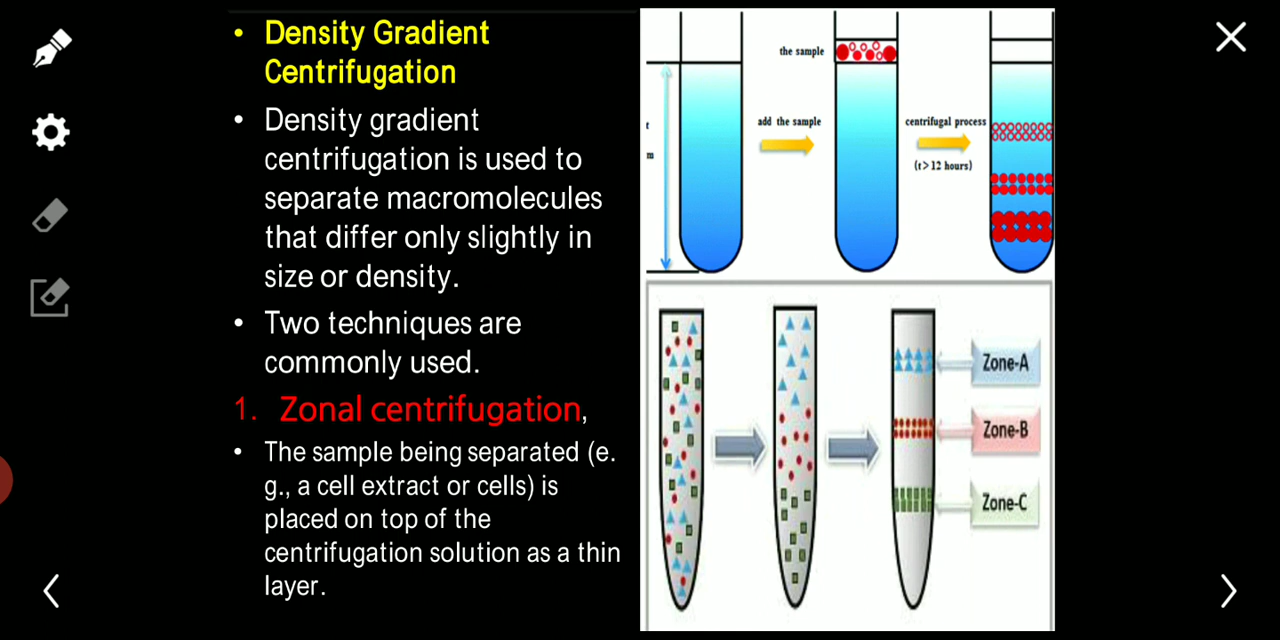 • Density Gradient
Centrifugation
• Density gradient
centrifugation is used to
separate macromolecules
that differ only slightly in
size or density.
• Two techniques are
commonly used.
1. Zonal centrifugation,
• The sample being separated (e.
g., a cell extract or cells) is
placed on top of the
centrifugation solution as a thin
layer.
the sample
t
m
add the sample
centrifugal process
(t>12 hours)
Zone-A
Zone-B
Zone-C